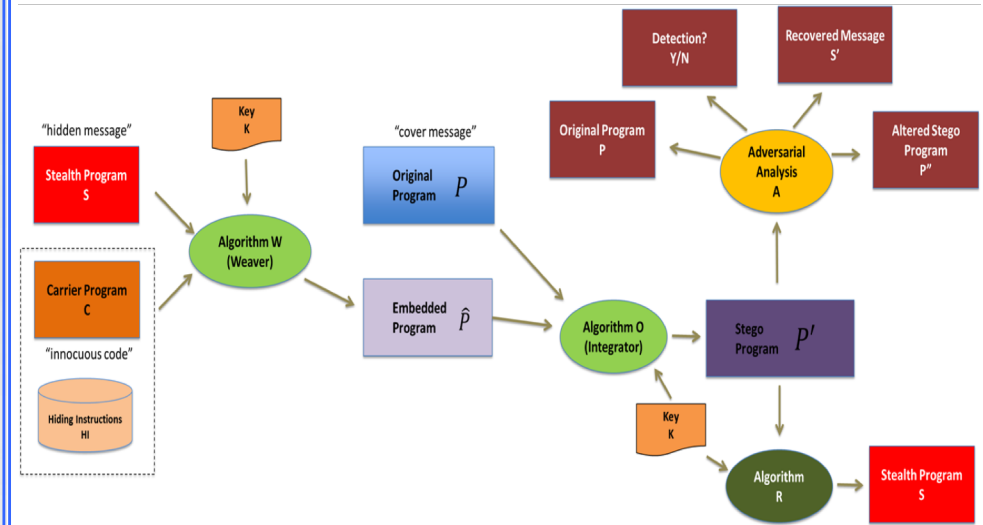 "hidden message"
Stealth Program
S
Key
K
Carrier Program
C
"innocuous code"
Hiding Instructions
HI
Algorithm W
(Weaver)
"cover message"
Original
Program P
Embedded
Program P̂
Algorithm O
(Integrator)
Key
K
Stego
Program P′
Algorithm
R
Stealth Program
S
Adversarial
Analysis
A
Original Program
P
Detection?
Y/N
Recovered Message
S'
Altered Stego
Program
P"